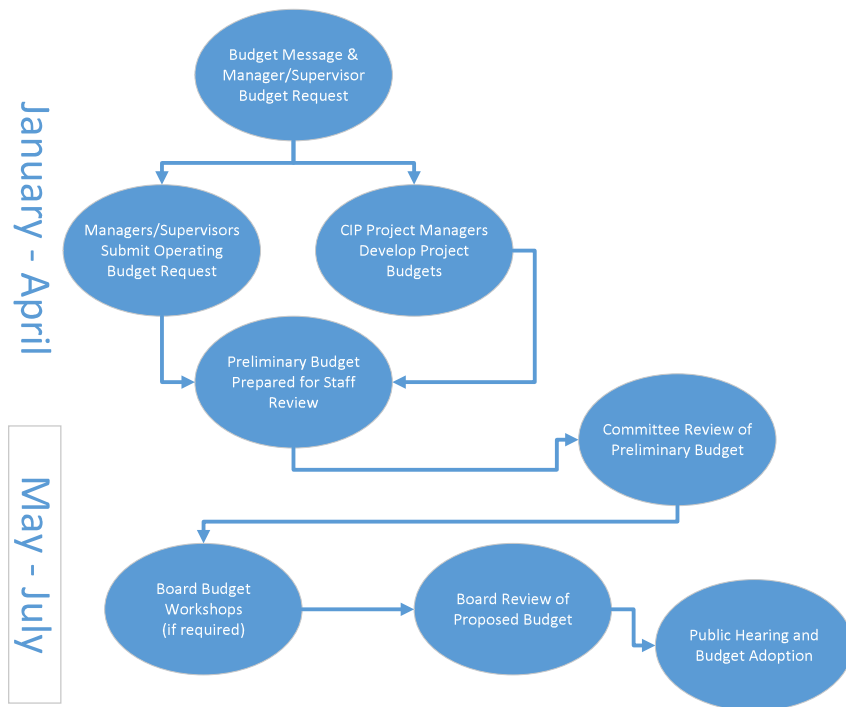 January - April
Budget Message &
Manager/Supervisor
Budget Request
Managers/Supervisors
Submit Operating
Budget Request
CIP Project Managers
Develop Project
Budgets
Preliminary Budget
Prepared for Staff
Review
Committee Review of
Preliminary Budget
May - July
Board Budget
Workshops
(if required)
Board Review of
Proposed Budget
Public Hearing and
Budget Adoption